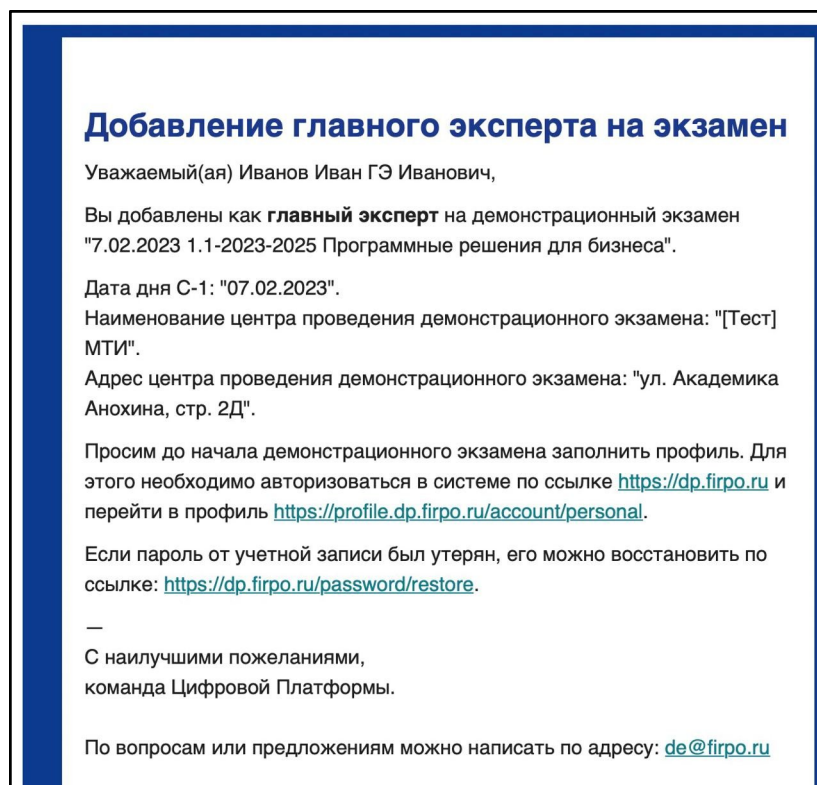 Добавление главного эксперта на экзамен
Уважаемый(ая) Иванов Иван ГЭ Иванович,
Вы добавлены как главный эксперт на демонстрационный экзамен
"7.02.2023 1.1-2023-2025 Программные решения для бизнеса".
Дата дня С-1: "07.02.2023".
Наименование центра проведения демонстрационного экзамена: "[Тест]
МТИ".
Адрес центра проведения демонстрационного экзамена: "ул. Академика
Анохина, стр. 2Д".
Просим до начала демонстрационного экзамена заполнить профиль. Для
этого необходимо авторизоваться в системе по ссылке https://dp.firpo.ru и
перейти в профиль https://profile.dp.firpo.ru/account/personal.
Если пароль от учетной записи был утерян, его можно восстановить по
ссылке: https://dp.firpo.ru/password/restore.
—
С наилучшими пожеланиями,
команда Цифровой Платформы.
По вопросам или предложениям можно написать по адресу: de@firpo.ru